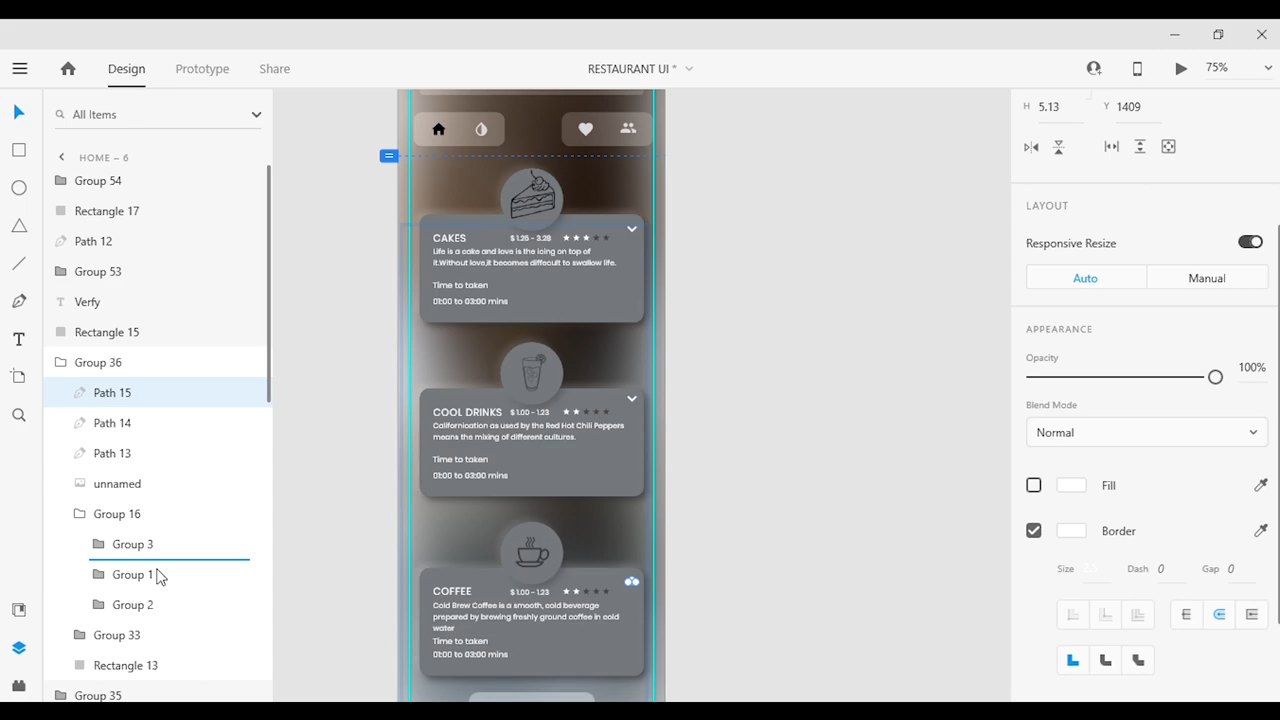 Design
Prototype
Share
RESTAURANT UI *
75%
All Items
HOME – 6
Group 54
Rectangle 17
Path 12
Group 53
T Verfy
Rectangle 15
Group 36
Path 15
Path 14
Path 13
unnamed
Group 16
Group 3
Group 1
Group 2
Group 33
Rectangle 13
Group 35
CAKES
$ 1.25 - 3.28
Life is a cake and love is the icing on top of
it.Without love,it becomes diffecult to swallow life.
Time to taken
01:00 to 03:00 mins
COOL DRINKS
$ 1.00 - 1.23
Californication as used by the Red Hot Chili Peppers
means the mixing of different cultures.
Time to taken
01:00 to 03:00 mins
COFFEE
$ 1.00 - 1.23
Cold Brew Coffee is a smooth, cold beverage
prepared by brewing freshly ground coffee in cold
water
Time to taken
01:00 to 03:00 mins
H 5.13
Y 1409
LAYOUT
Responsive Resize
Auto
Manual
APPEARANCE
Opacity
100%
Blend Mode
Normal
Fill
Border
Size
Dash 0
Gap 0